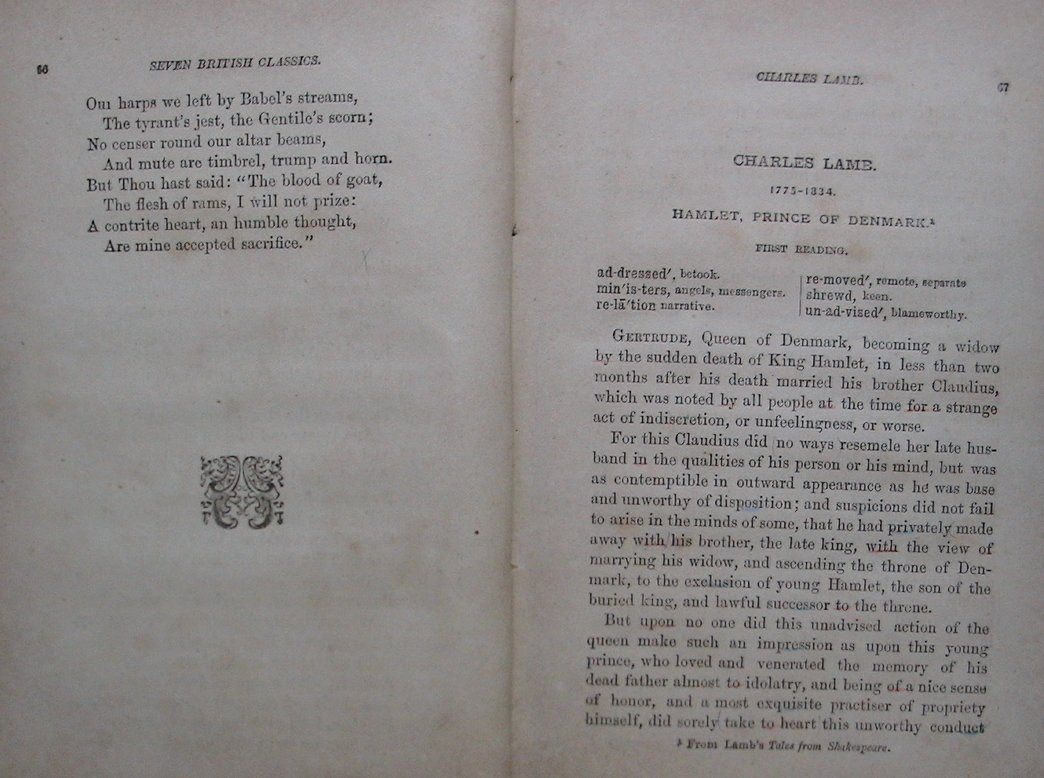 66
SEVEN BRITISH CLASSICS.
Our harps we left by Babel's streams,
The tyrant's jest, the Gentile's scorn;
No censer round our altar beams,
And mute are timbrel, trump and horn.
But Thou hast said: "The blood of goat,
The flesh of rams, I will not prize:
A contrite heart, an humble thought,
Are mine accepted sacrifice."
CHARLES LAMB.
67
CHARLES LAMB.
1775-1834.
HAMLET, PRINCE OF DENMARK.*
FIRST READING.
ad-dressed', betook.
min'is-ters, angels, messengers.
re-lā'tion narrative.
re-moved', remote, separate
shrewd, keen.
un-ad-vised', blameworthy.
GERTRUDE, Queen of Denmark, becoming a widow
by the sudden death of King Hamlet, in less than two
months after his death married his brother Claudius,
which was noted by all people at the time for a strange
act of indiscretion, or unfeelingness, or worse.
For this Claudius did no ways resemele her late hus-
band in the qualities of his person or his mind, but was
as contemptible in outward appearance as he was base
and unworthy of disposition; and suspicions did not fail
to arise in the minds of some, that he had privately made
away with his brother, the late king, with the view of
marrying his widow, and ascending the throne of Den-
mark, to the exclusion of young Hamlet, the son of the
buried king, and lawful successor to the throne.
But upon no one did this unadvised action of the
queen make such an impression as upon this young
prince, who loved and venerated the memory of his
dead father almost to idolatry, and being of a nice sense
of honor, and a most exquisite practiser of propriety
himself, did sorely take to heart this unworthy conduct
* From Lamb's Tales from Shakespeare.